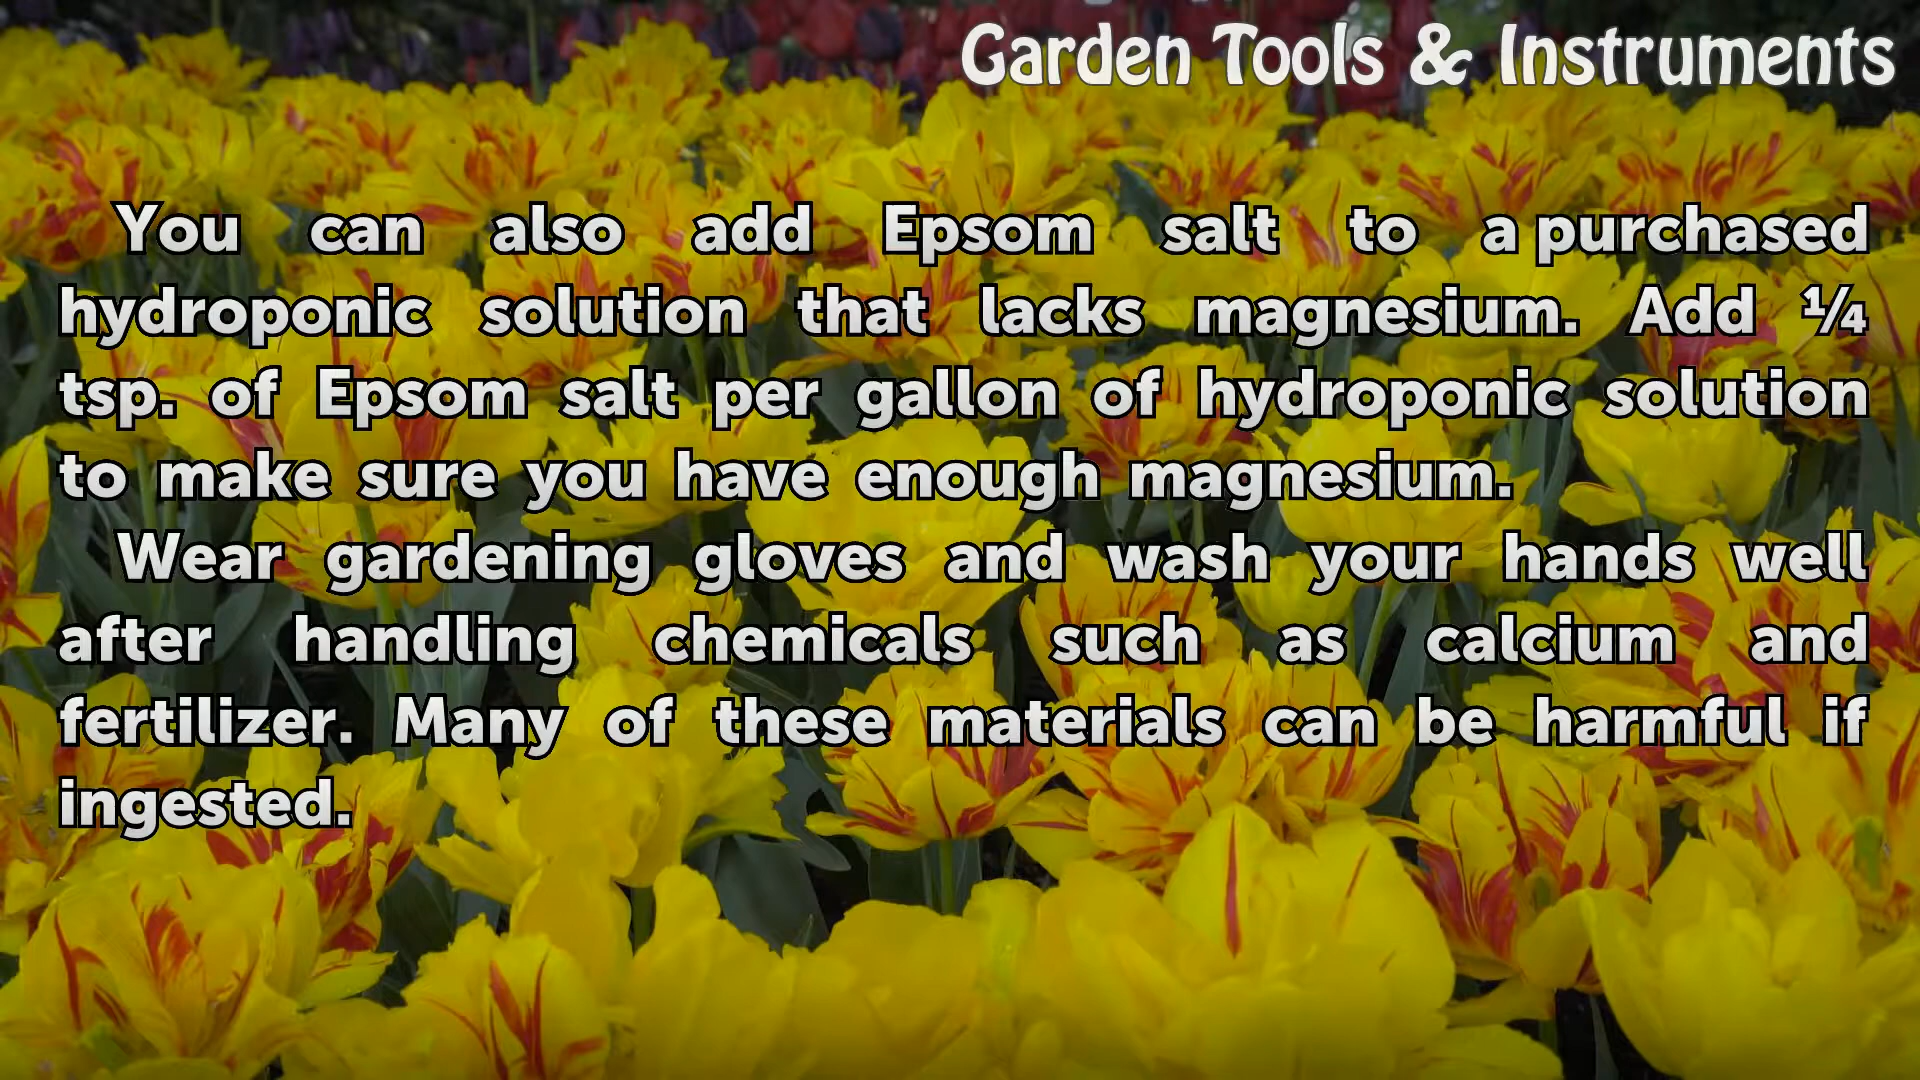 Garden Tools & Instruments
You can also add Epsom salt to a purchased
hydroponic solution that lacks magnesium. Add ¼
tsp. of Epsom salt per gallon of hydroponic solution
to make sure you have enough magnesium.
Wear gardening gloves and wash your hands well
after handling chemicals such as calcium and
fertilizer. Many of these materials can be harmful if
ingested.